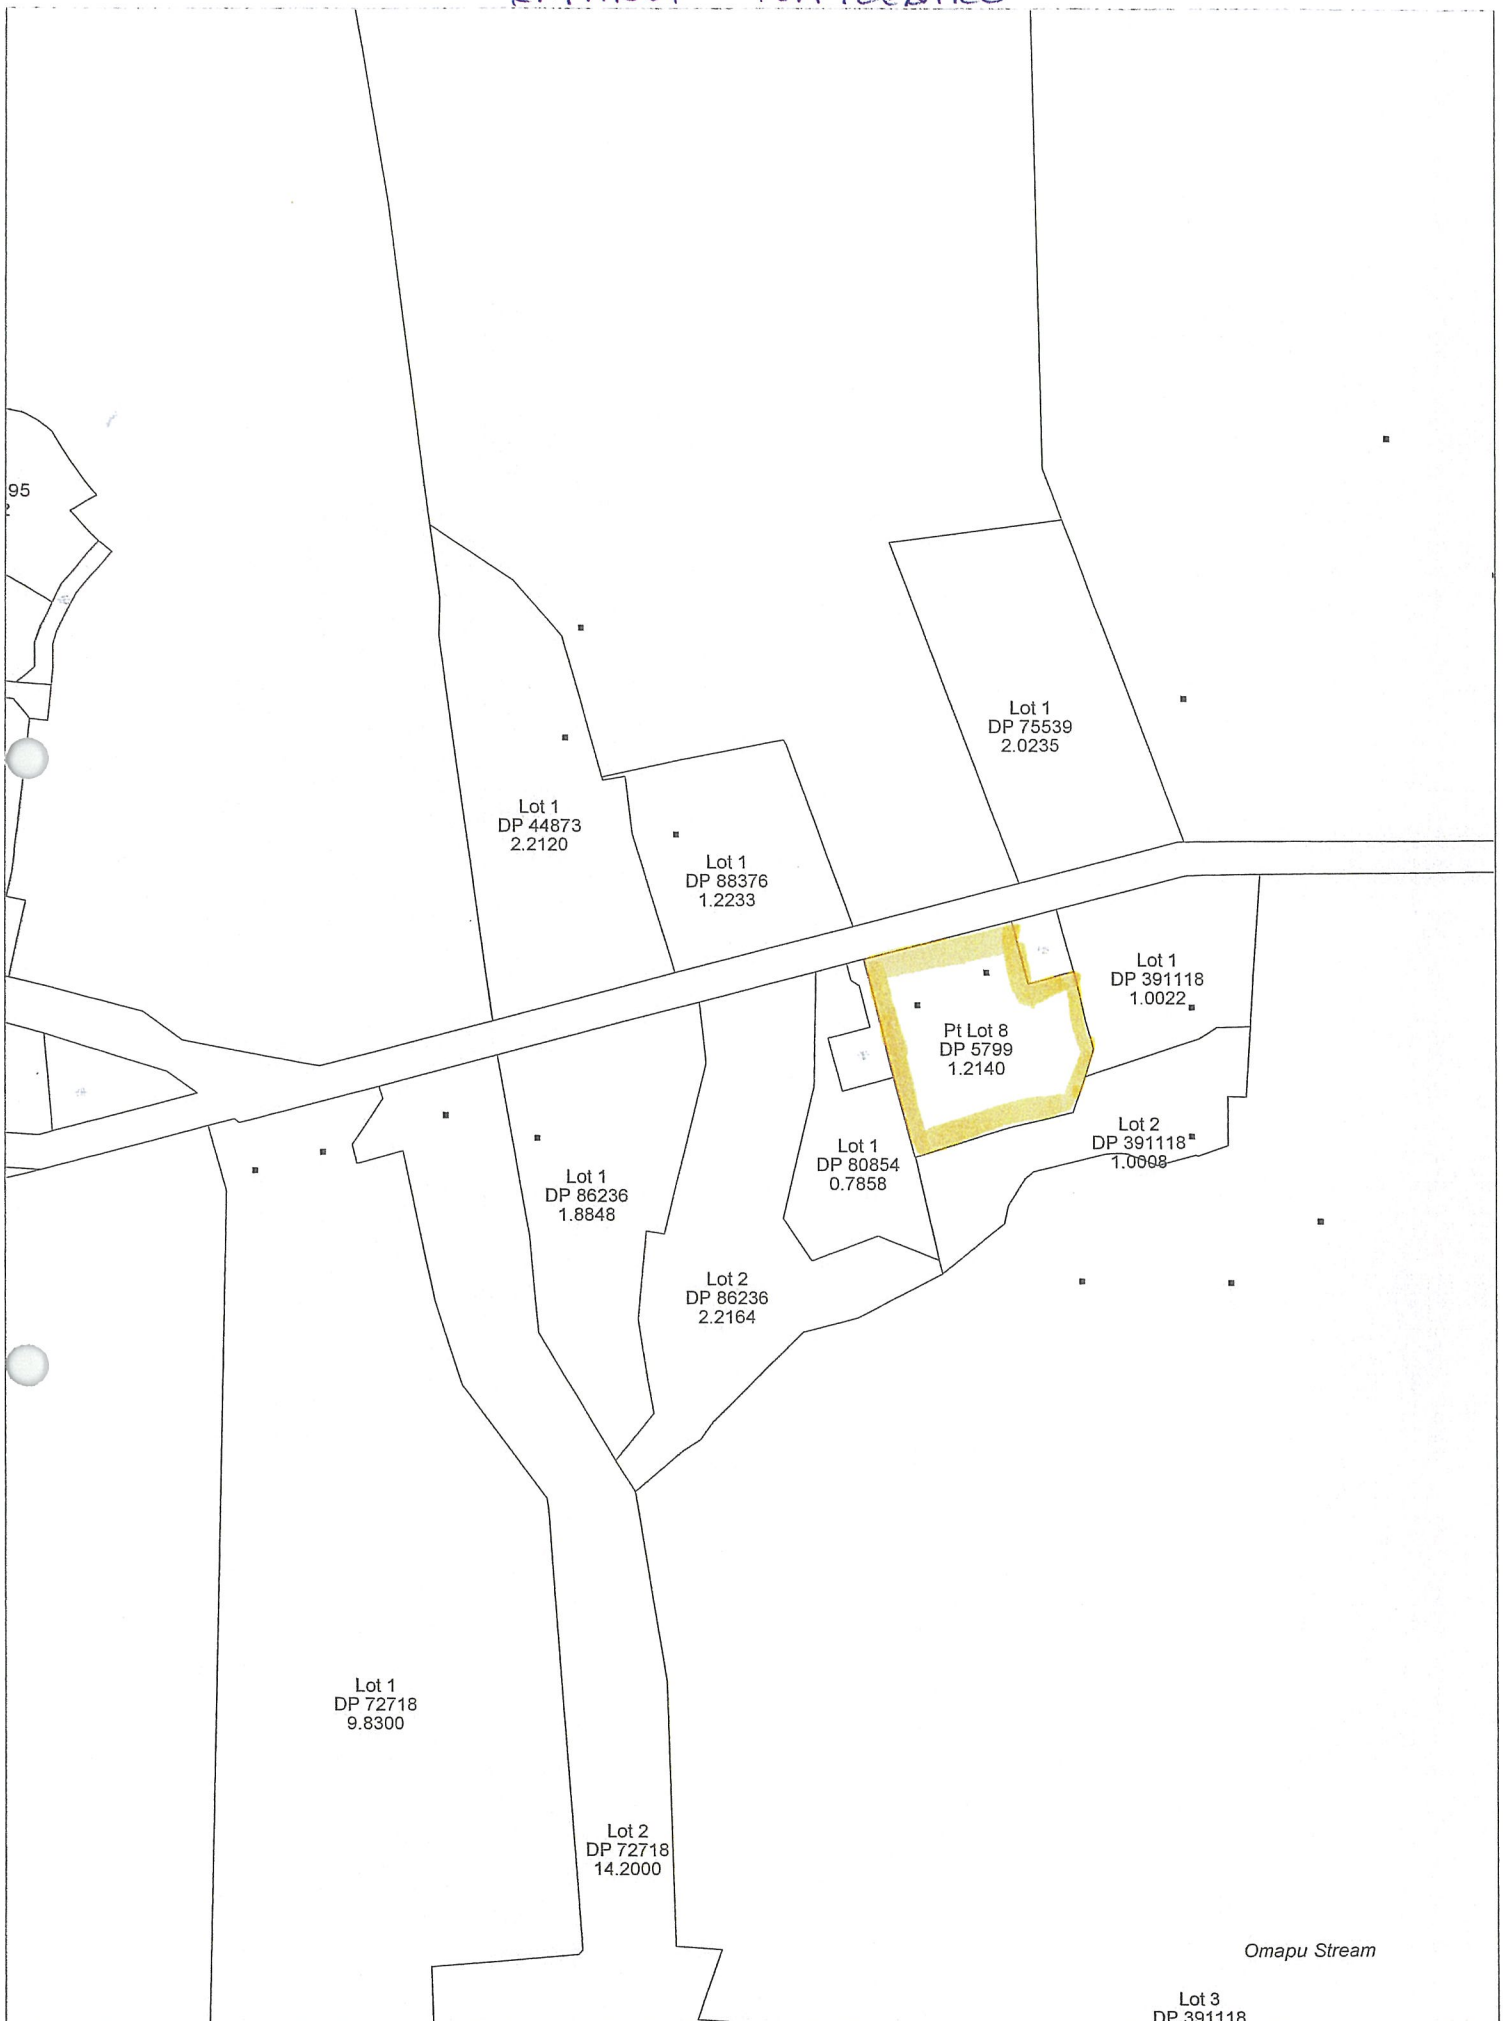 95
Lot 1
DP 75539
2.0235
Lot 1
DP 44873
2.2120
Lot 1
DP 88376
1.2233
Lot 1
DP 391118
1.0022
Pt Lot 8
DP 5799
1.2140
Lot 2
DP 391118
1.0008
Lot 1
DP 80854
0.7858
Lot 1
DP 86236
1.8848
Lot 2
DP 86236
2.2164
Lot 1
DP 72718
9.8300
Lot 2
DP 72718
14.2000
Omapu Stream
Lot 3
DP 391118